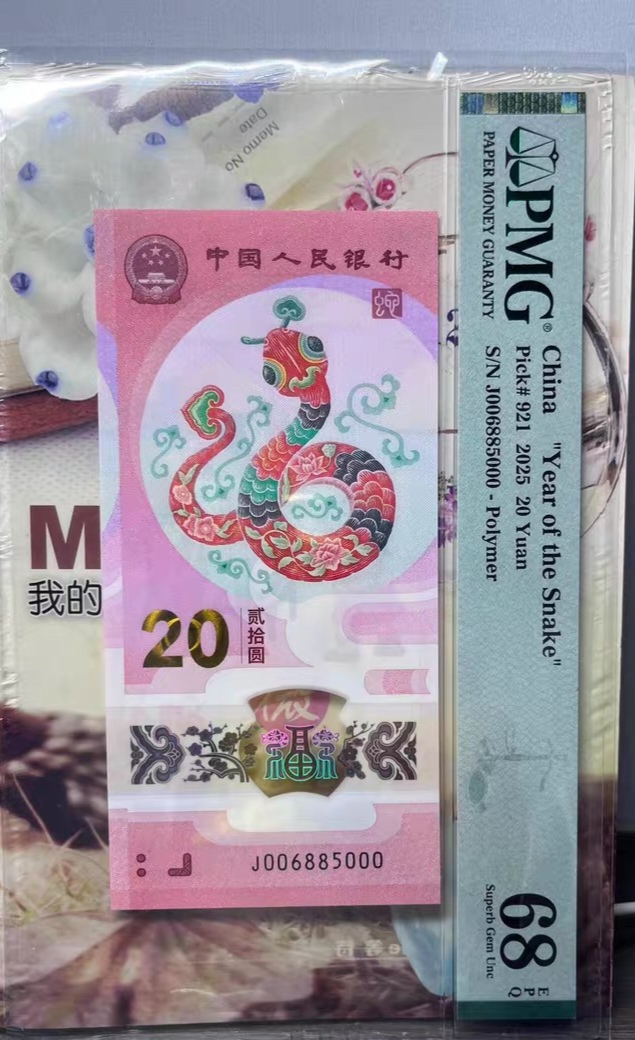 Memo No
Date
中国人民银行
M
我的
20
贰拾圆
福
J006885000
PMG®
PAPER MONEY GUARANTY
China "Year of the Snake"
Pick# 921 2025 20 Yuan
S/N J006885000 - Polymer
68
EPQ
Superb Gem Unc